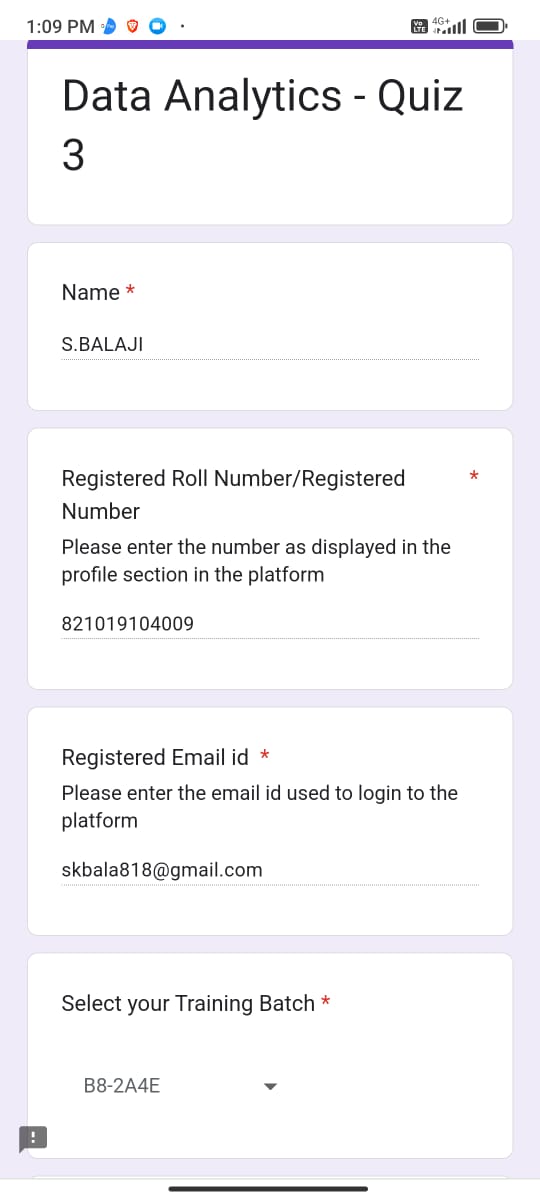 1:09 PM
Vo LTE 4G+
Data Analytics - Quiz
3
Name *
S.BALAJI
Registered Roll Number/Registered *
Number
Please enter the number as displayed in the
profile section in the platform
821019104009
Registered Email id *
Please enter the email id used to login to the
platform
skbala818@gmail.com
Select your Training Batch *
B8-2A4E